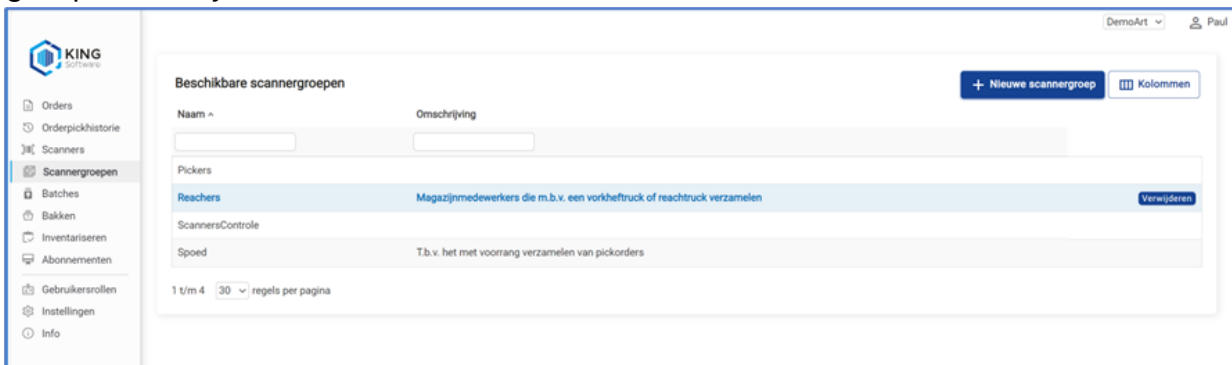 DemoArt
Paul
KING
Software
Orders
Orderpickhistorie
Scanners
Scannergroepen
Batches
Bakken
Inventariseren
Abonnementen
Gebruikersrollen
Instellingen
Info
Beschikbare scannergroepen
+ Nieuwe scannergroep
Kolommen
Naam Omschrijving
Pickers
Reachers Magazijnmedewerkers die m.b.v. een vorkheftruck of reachtruck verzamelen Verwijderen
ScannersControle
Spoed T.b.v. het met voorrang verzamelen van pickorders
1 t/m 4 30 regels per pagina